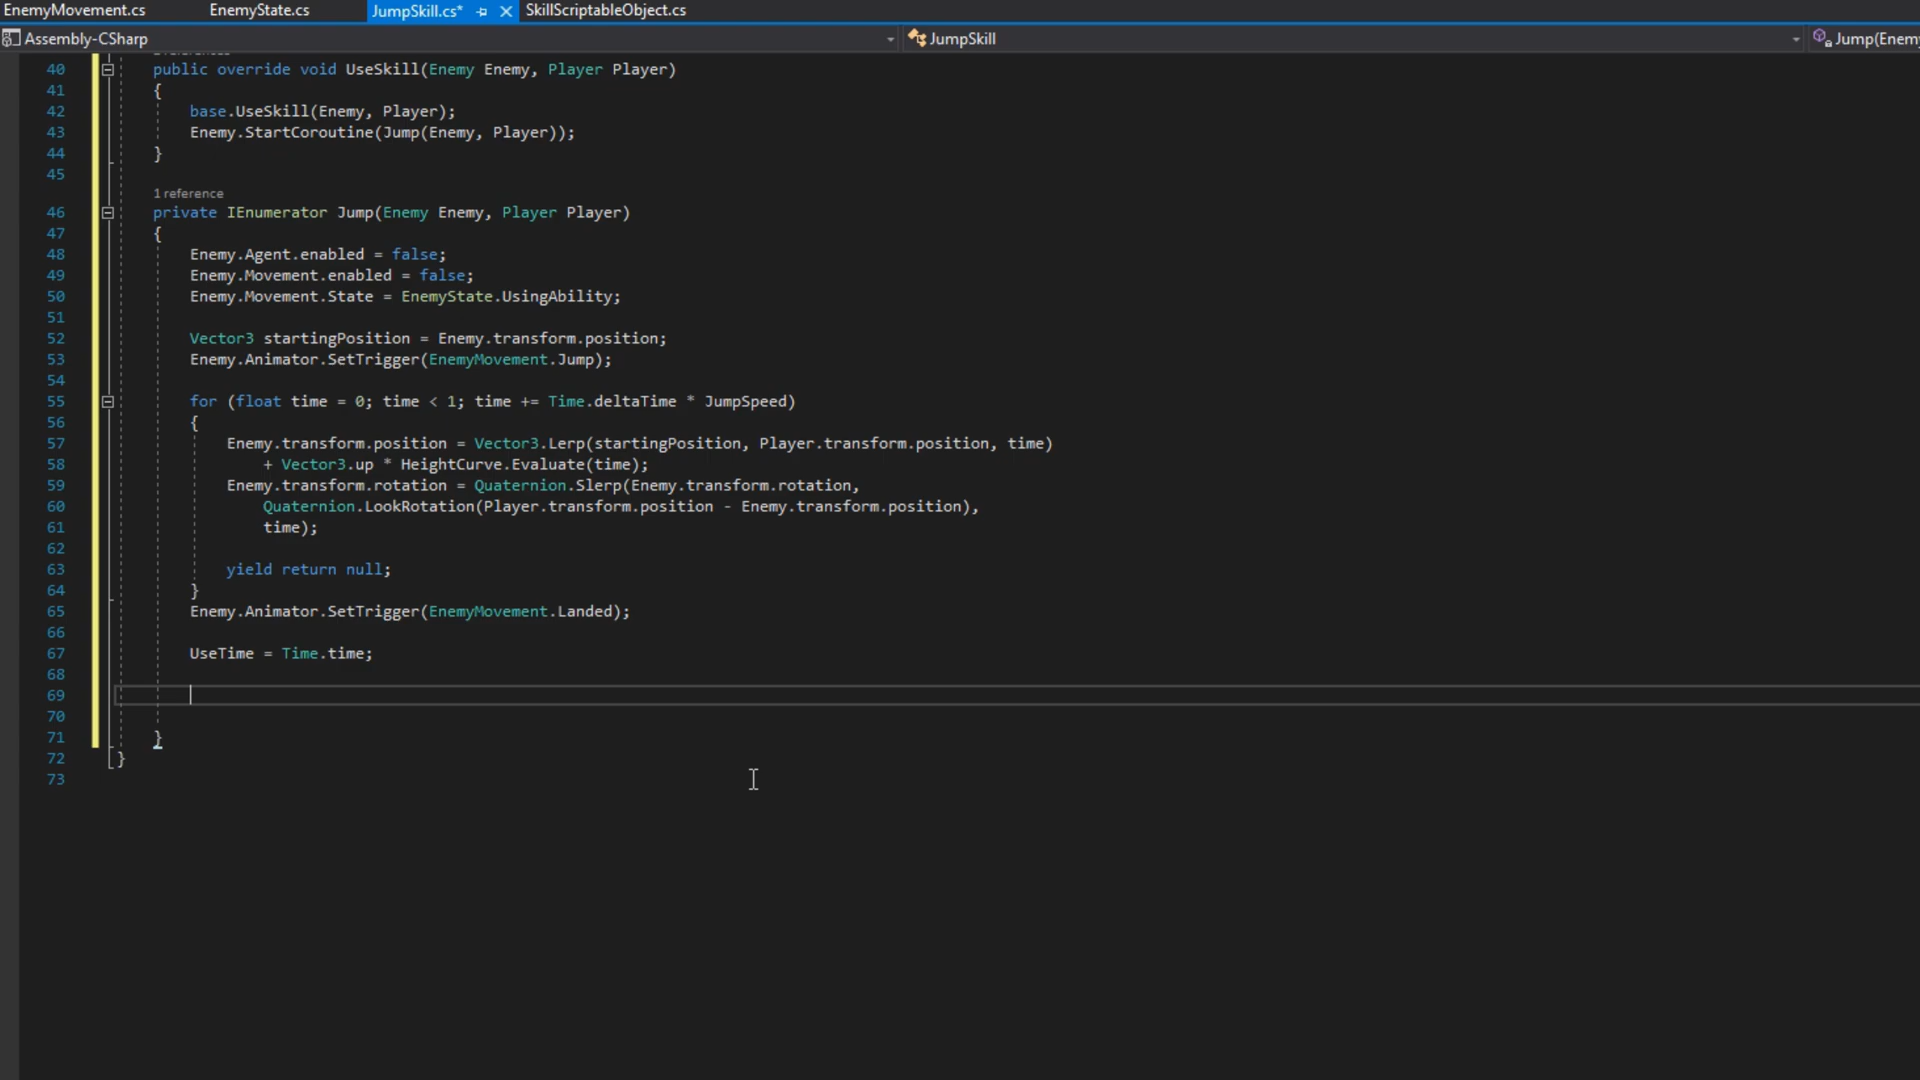 EnemyMovement.cs EnemyState.cs JumpSkill.cs* SkillScriptableObject.cs
Assembly-CSharp JumpSkill Jump(Enemy
40 public override void UseSkill(Enemy Enemy, Player Player)
41 {
42 base.UseSkill(Enemy, Player);
43 Enemy.StartCoroutine(Jump(Enemy, Player));
44 }
45
1 reference
46 private IEnumerator Jump(Enemy Enemy, Player Player)
47 {
48 Enemy.Agent.enabled = false;
49 Enemy.Movement.enabled = false;
50 Enemy.Movement.State = EnemyState.UsingAbility;
51
52 Vector3 startingPosition = Enemy.transform.position;
53 Enemy.Animator.SetTrigger(EnemyMovement.Jump);
54
55 for (float time = 0; time < 1; time += Time.deltaTime * JumpSpeed)
56 {
57 Enemy.transform.position = Vector3.Lerp(startingPosition, Player.transform.position, time)
58 + Vector3.up * HeightCurve.Evaluate(time);
59 Enemy.transform.rotation = Quaternion.Slerp(Enemy.transform.rotation,
60 Quaternion.LookRotation(Player.transform.position - Enemy.transform.position),
61 time);
62
63 yield return null;
64 }
65 Enemy.Animator.SetTrigger(EnemyMovement.Landed);
66
67 UseTime = Time.time;
68
69
70
71 }
72 }
73